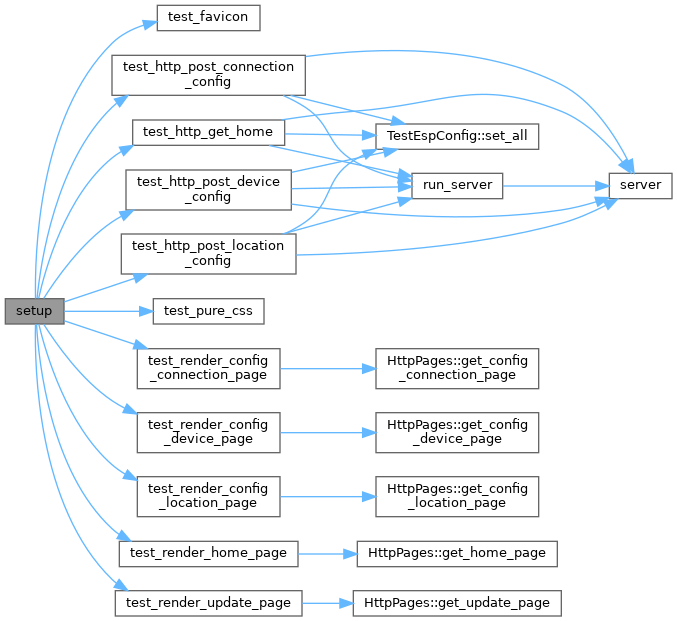 test_favicon
test_http_post_connection
_config
test_http_get_home
TestEspConfig::set_all
test_http_post_device
_config
run_server
server
test_http_post_location
_config
setup
test_pure_css
test_render_config
_connection_page
HttpPages::get_config
_connection_page
test_render_config
_device_page
HttpPages::get_config
_device_page
test_render_config
_location_page
HttpPages::get_config
_location_page
test_render_home_page
HttpPages::get_home_page
test_render_update_page
HttpPages::get_update_page